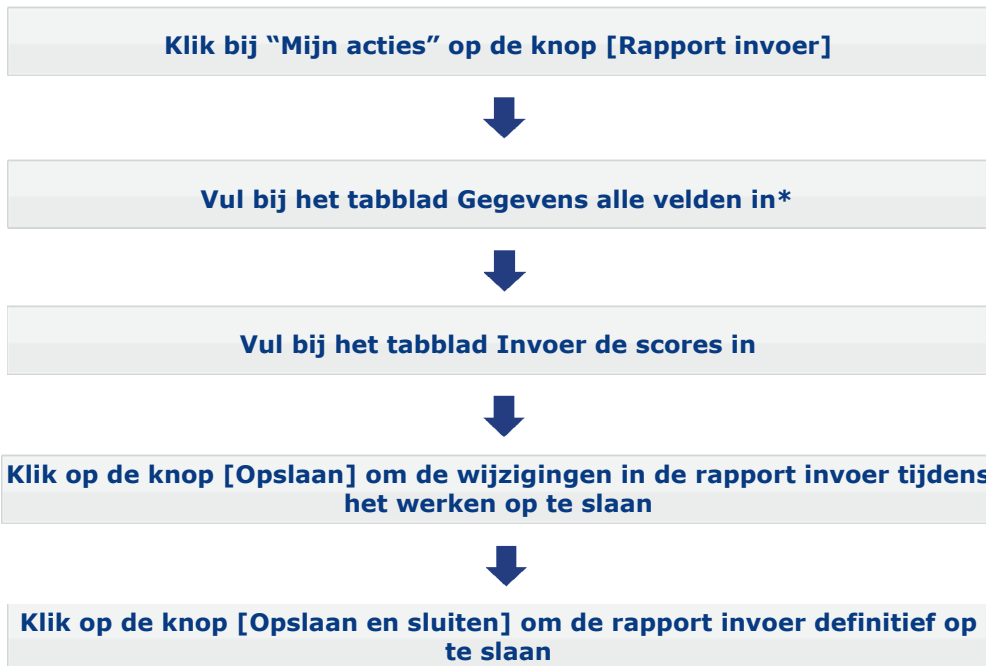 Klik bij “Mijn acties” op de knop [Rapport invoer]
Vul bij het tabblad Gegevens alle velden in*
Vul bij het tabblad Invoer de scores in
Klik op de knop [Opslaan] om de wijzigingen in de rapport invoer tijdens
het werken op te slaan
Klik op de knop [Opslaan en sluiten] om de rapport invoer definitief op
te slaan